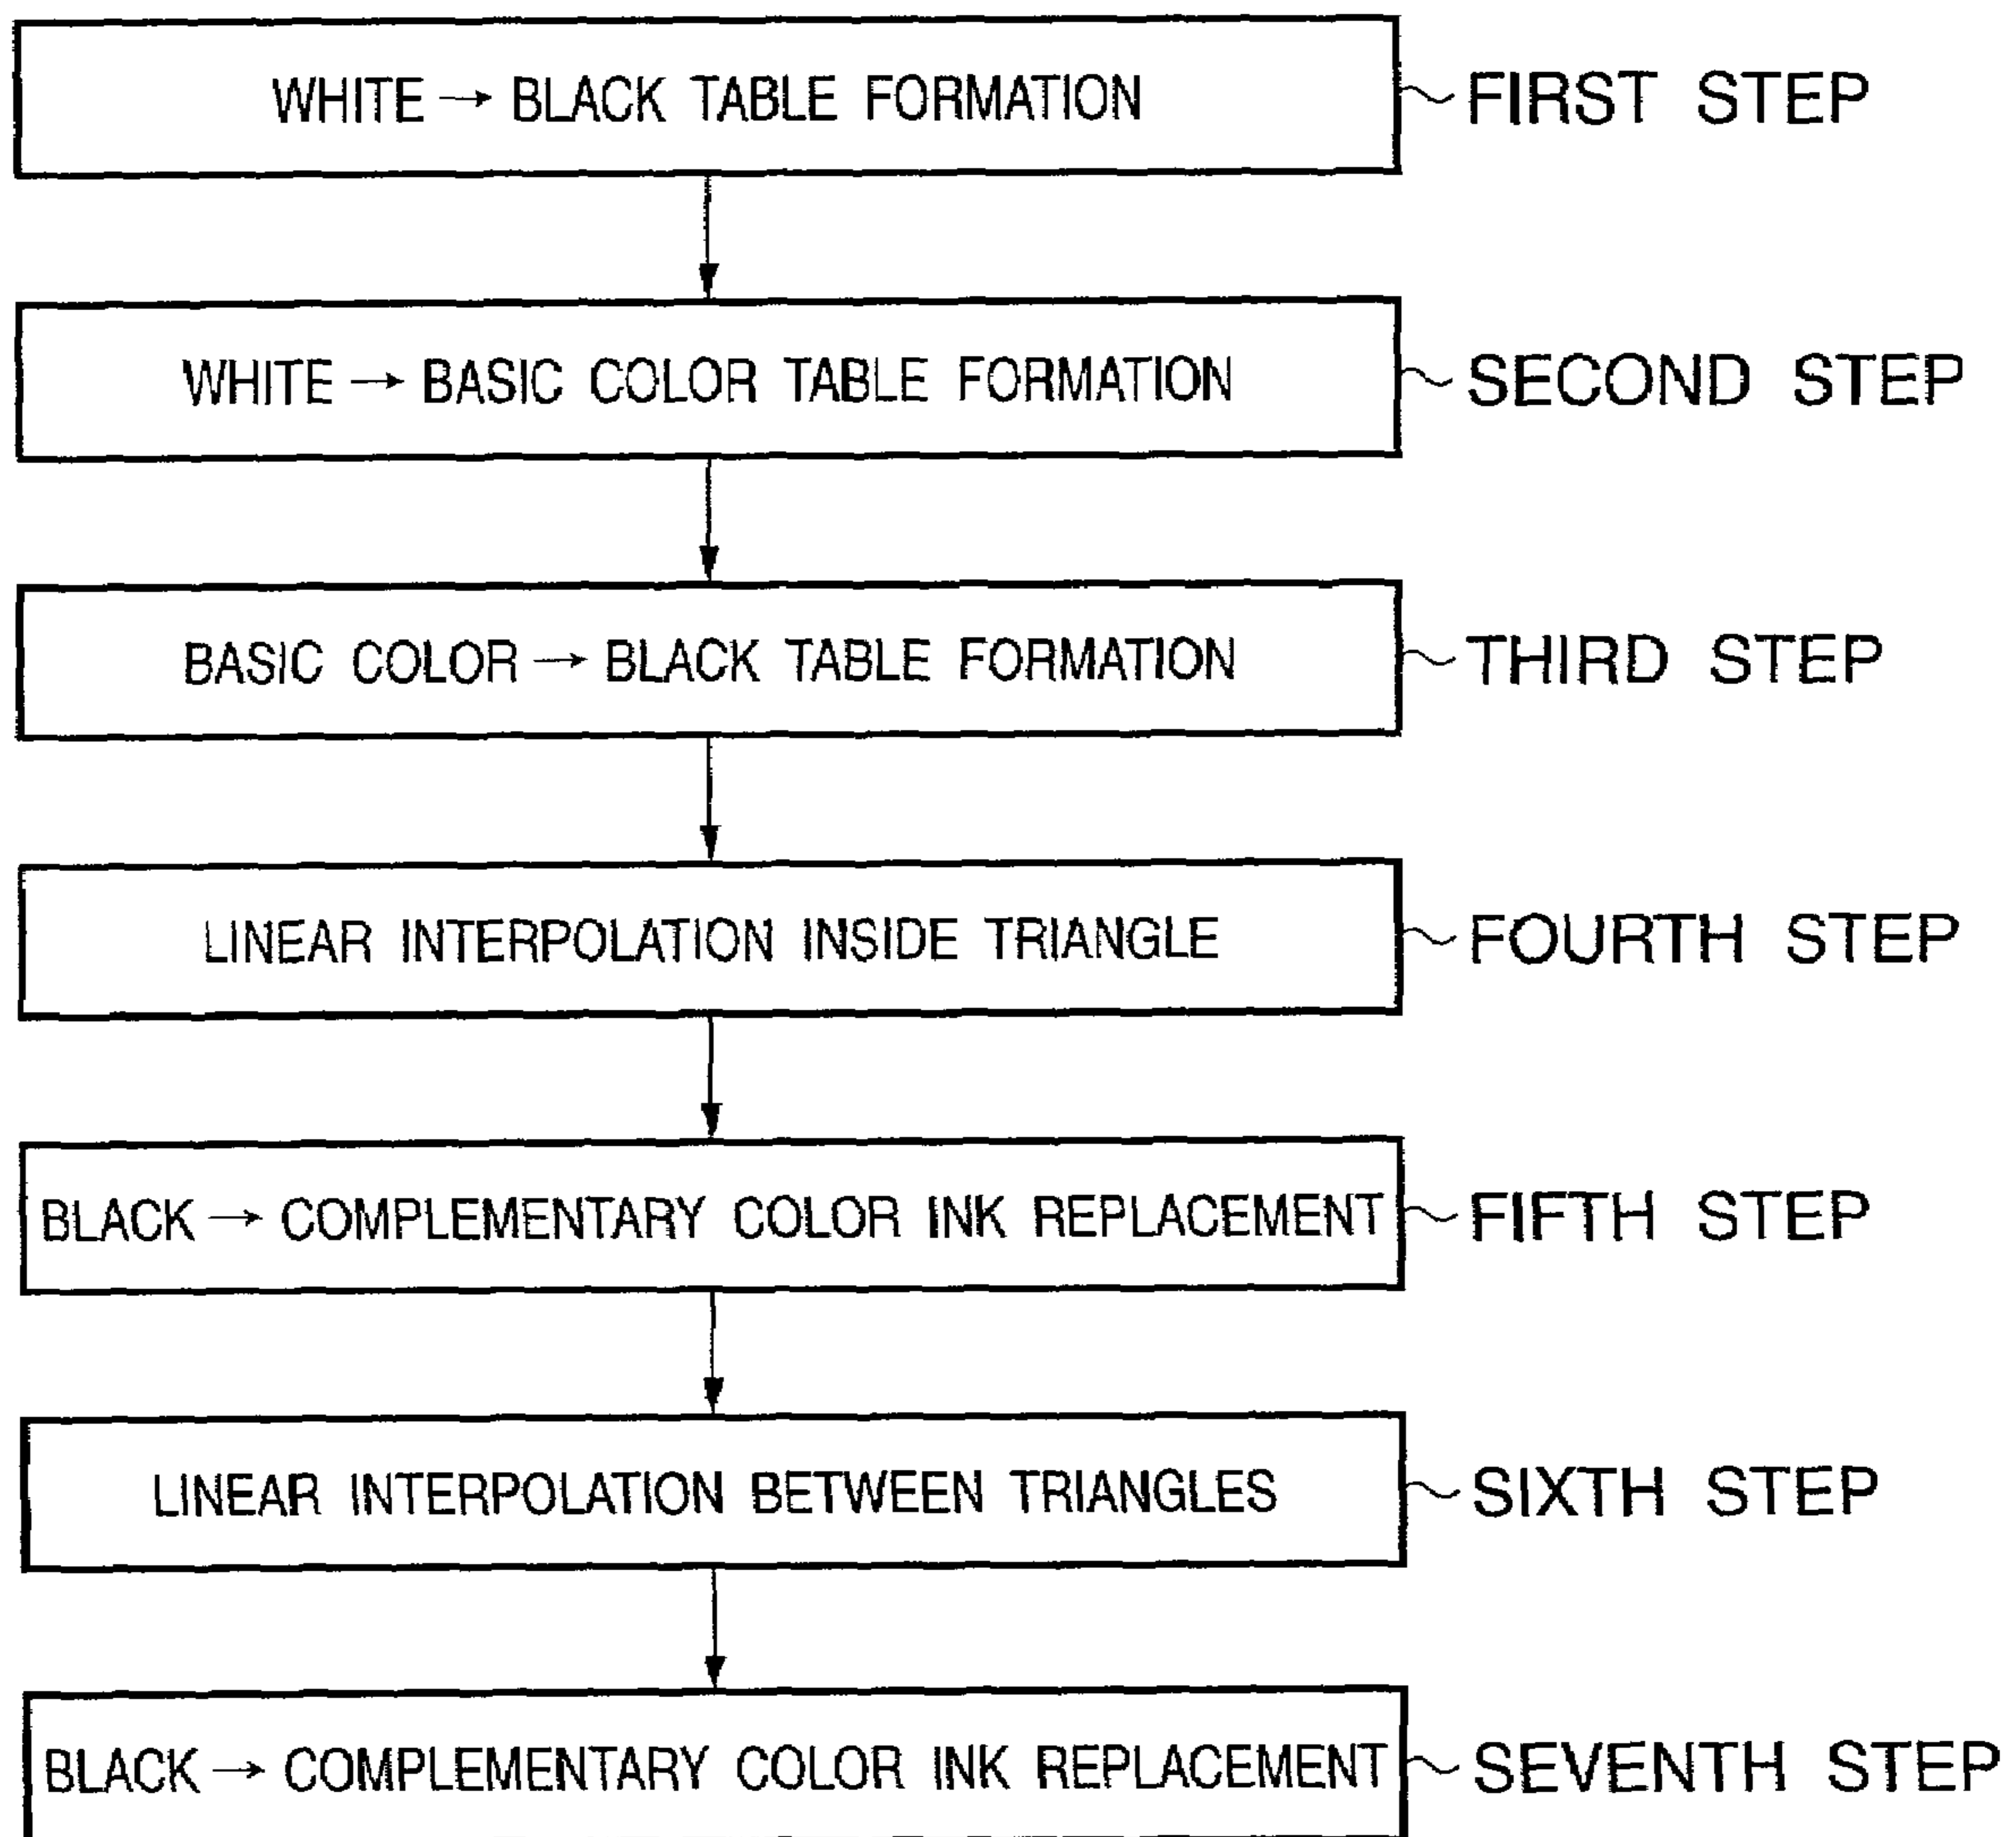 WHITE → BLACK TABLE FORMATION FIRST STEP
WHITE → BASIC COLOR TABLE FORMATION SECOND STEP
BASIC COLOR → BLACK TABLE FORMATION THIRD STEP
LINEAR INTERPOLATION INSIDE TRIANGLE FOURTH STEP
BLACK → COMPLEMENTARY COLOR INK REPLACEMENT FIFTH STEP
LINEAR INTERPOLATION BETWEEN TRIANGLES SIXTH STEP
BLACK → COMPLEMENTARY COLOR INK REPLACEMENT SEVENTH STEP